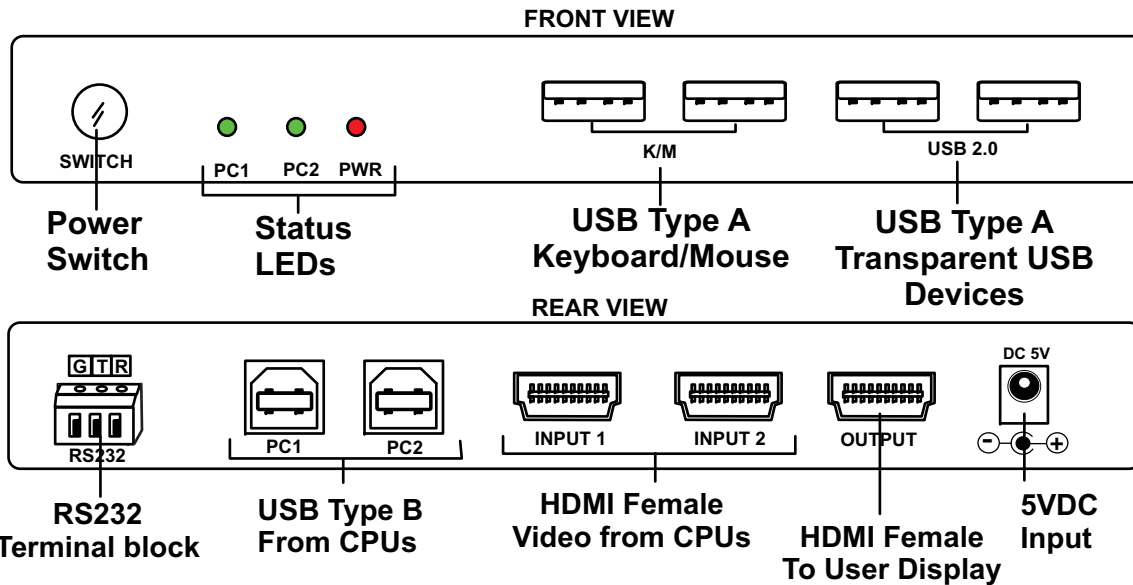 FRONT VIEW
SWITCH
PC1 PC2 PWR
K/M
USB 2.0
Power
Switch
Status
LEDs
USB Type A
Keyboard/Mouse
USB Type A
Transparent USB
Devices
REAR VIEW
G T R
RS232
PC1 PC2
INPUT 1 INPUT 2
OUTPUT
DC 5V
- +
RS232
Terminal block
USB Type B
From CPUs
HDMI Female
Video from CPUs
HDMI Female
To User Display
5VDC
Input